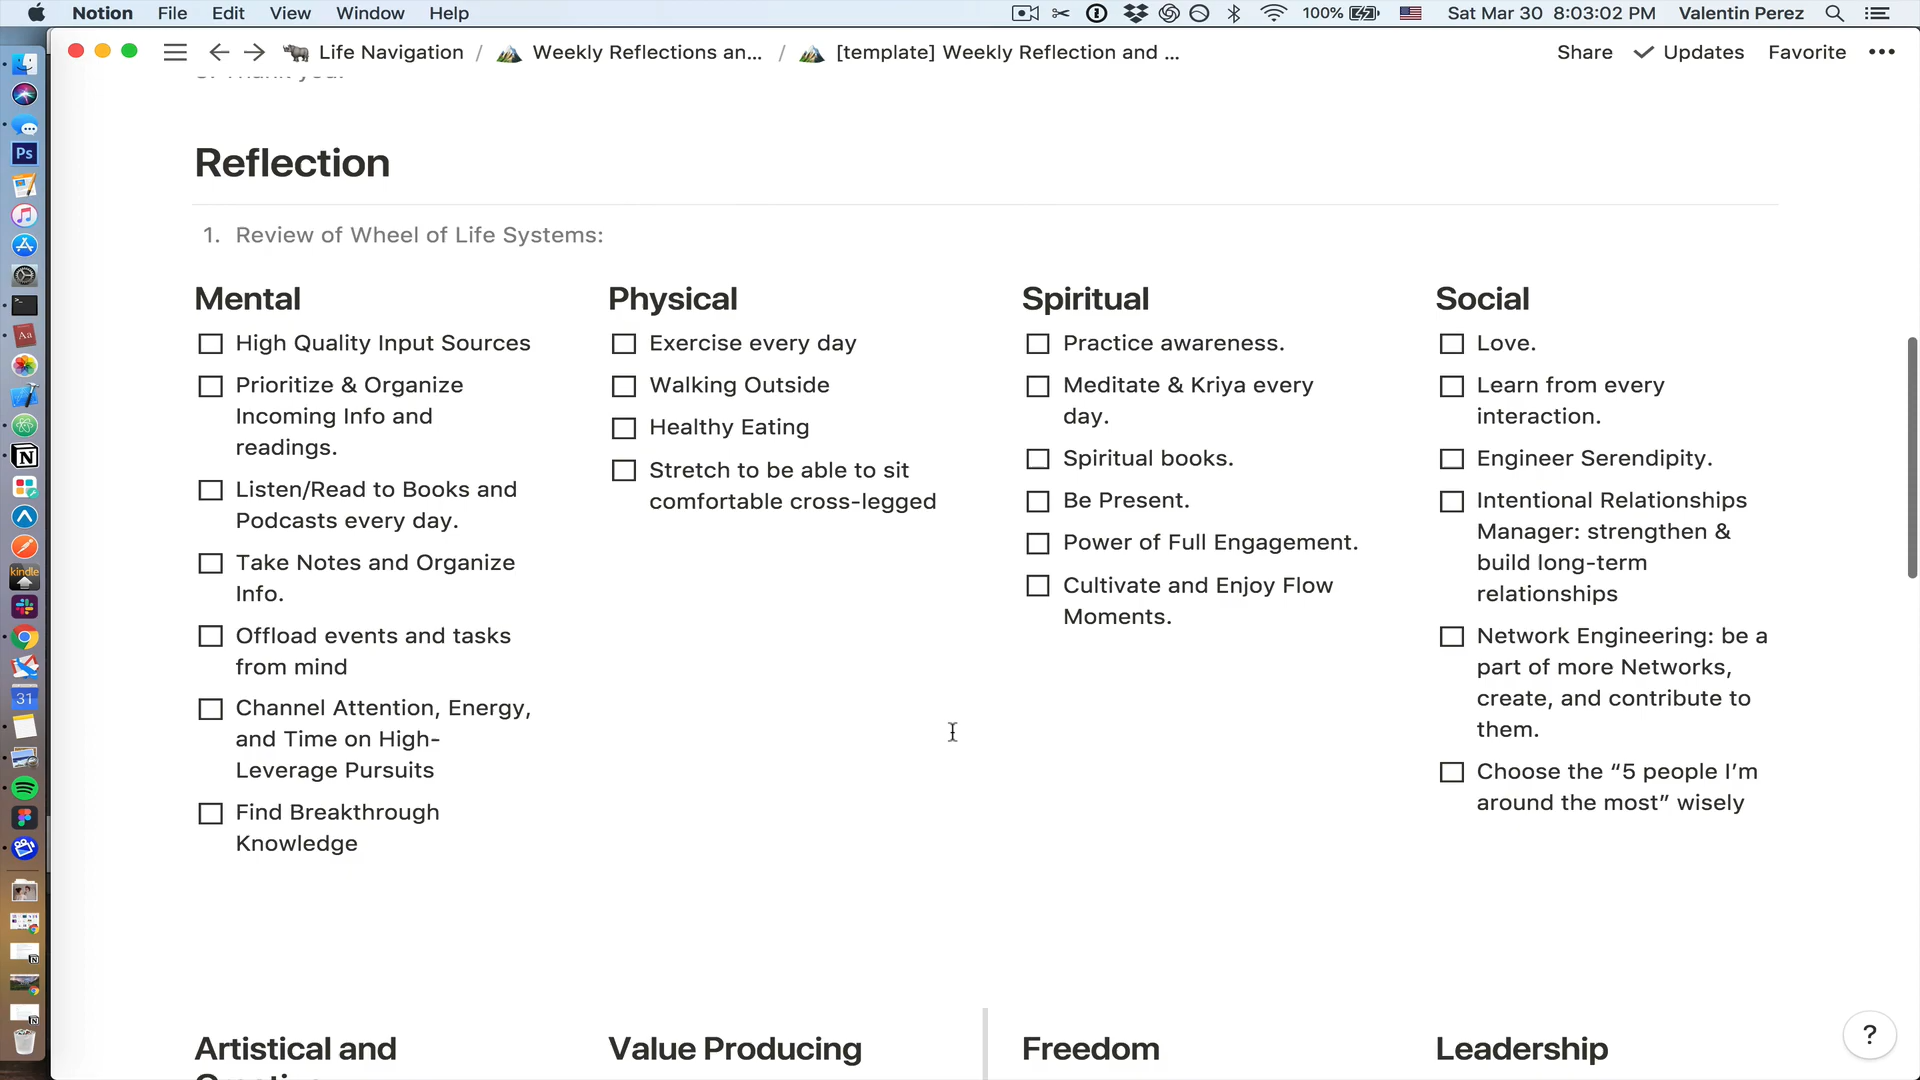 Notion File Edit View Window Help 100% Sat Mar 30 8:03:02 PM Valentin Perez
Life Navigation / Weekly Reflections an... / [template] Weekly Reflection and ... Share Updates Favorite •••
Reflection
1. Review of Wheel of Life Systems:
Mental
High Quality Input Sources
Prioritize & Organize
Incoming Info and
readings.
Listen/Read to Books and
Podcasts every day.
Take Notes and Organize
Info.
Offload events and tasks
from mind
Channel Attention, Energy,
and Time on High-
Leverage Pursuits
Find Breakthrough
Knowledge
Physical
Exercise every day
Walking Outside
Healthy Eating
Stretch to be able to sit
comfortable cross-legged
Spiritual
Practice awareness.
Meditate & Kriya every
day.
Spiritual books.
Be Present.
Power of Full Engagement.
Cultivate and Enjoy Flow
Moments.
Social
Love.
Learn from every
interaction.
Engineer Serendipity.
Intentional Relationships
Manager: strengthen &
build long-term
relationships
Network Engineering: be a
part of more Networks,
create, and contribute to
them.
Choose the “5 people I’m
around the most” wisely
Artistical and
Value Producing
Freedom
Leadership
?
Ps
Aa
N
kindle
31